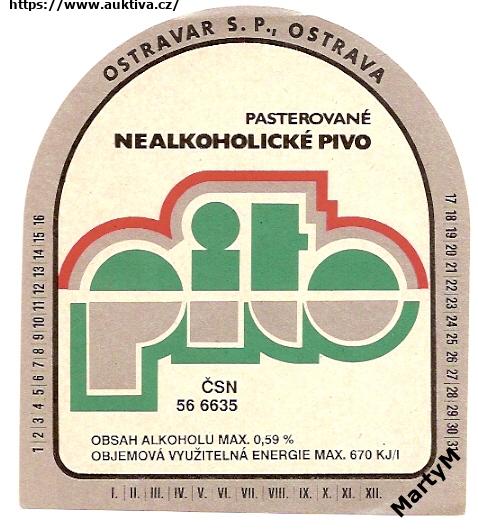 https://www.auktiva.cz/
OSTRAVAR S. P., OSTRAVA
PASTEROVANÉ
NEALKOHOLICKÉ PIVO
pito
ČSN
56 6635
OBSAH ALKOHOLU MAX. 0,59 %
OBJEMOVÁ VYUŽITELNÁ ENERGIE MAX. 670 KJ/l
1|2|3|4|5|6|7|8|9|10|11|12|13|14|15|16
17|18|19|20|21|22|23|24|25|26|27|28|29|30|31
I.|II.|III.|IV.|V.|VI.|VII.|VIII.|IX.|X.|XI.|XII.
MartyM